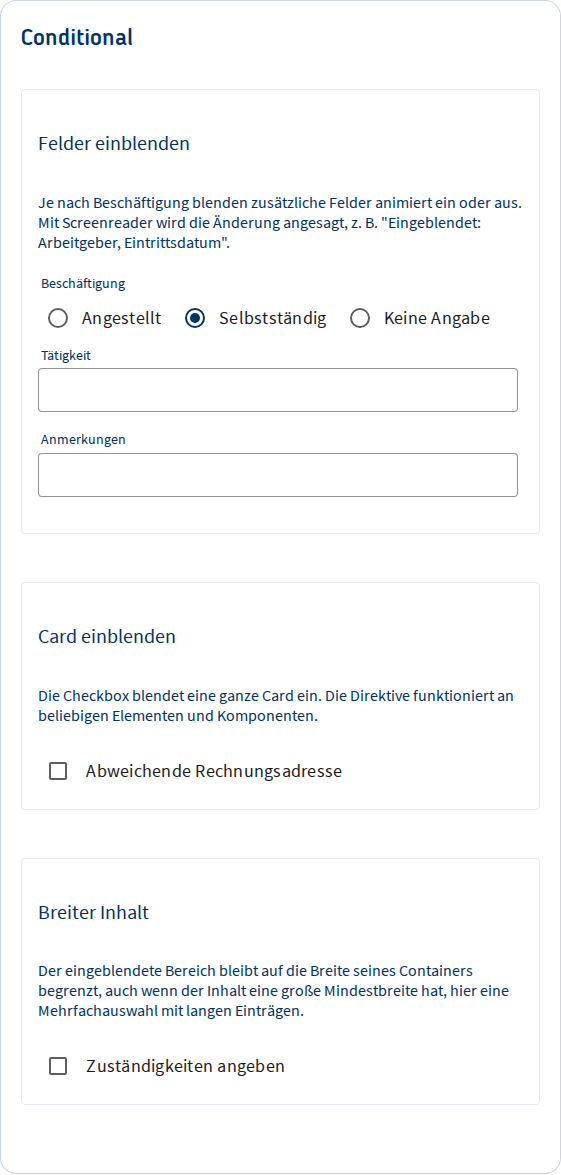 Conditional
Felder einblenden
Je nach Beschäftigung blenden zusätzliche Felder animiert ein oder aus.
Mit Screenreader wird die Änderung angesagt, z. B. "Eingeblendet:
Arbeitgeber, Eintrittsdatum".
Beschäftigung
Angestellt Selbstständig Keine Angabe
Tätigkeit
Anmerkungen
Card einblenden
Die Checkbox blendet eine ganze Card ein. Die Direktive funktioniert an
beliebigen Elementen und Komponenten.
Abweichende Rechnungsadresse
Breiter Inhalt
Der eingeblendete Bereich bleibt auf die Breite seines Containers
begrenzt, auch wenn der Inhalt eine große Mindestbreite hat, hier eine
Mehrfachauswahl mit langen Einträgen.
Zuständigkeiten angeben